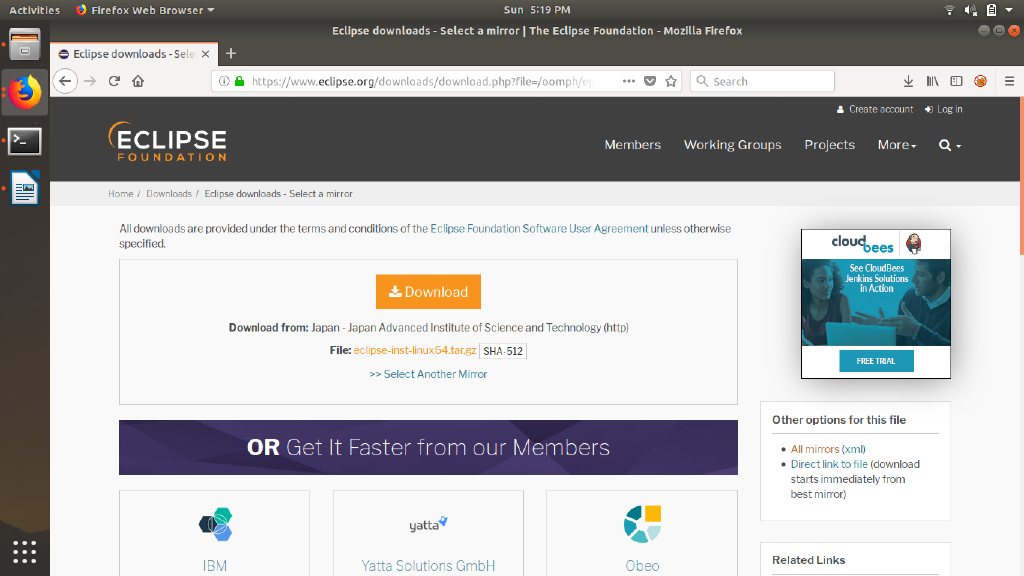 Activities
Firefox Web Browser
Sun 5:19 PM
Eclipse downloads - Select a mirror | The Eclipse Foundation - Mozilla Firefox
Eclipse downloads - Sele
https://www.eclipse.org/downloads/download.php?file=/oomph/ep
Search
Create account
Log in
ECLIPSE
FOUNDATION
Members
Working Groups
Projects
More
Home / Downloads / Eclipse downloads - Select a mirror
All downloads are provided under the terms and conditions of the Eclipse Foundation Software User Agreement unless otherwise
specified.
Download
Download from: Japan - Japan Advanced Institute of Science and Technology (http)
File: eclipse-inst-linux64.tar.gz SHA-512
>> Select Another Mirror
OR Get It Faster from our Members
IBM
yatta
Yatta Solutions GmbH
Obeo
cloudbees
See CloudBees
Jenkins Solutions
in Action
FREE TRIAL
Other options for this file
All mirrors (xml)
Direct link to file (download
starts immediately from
best mirror)
Related Links